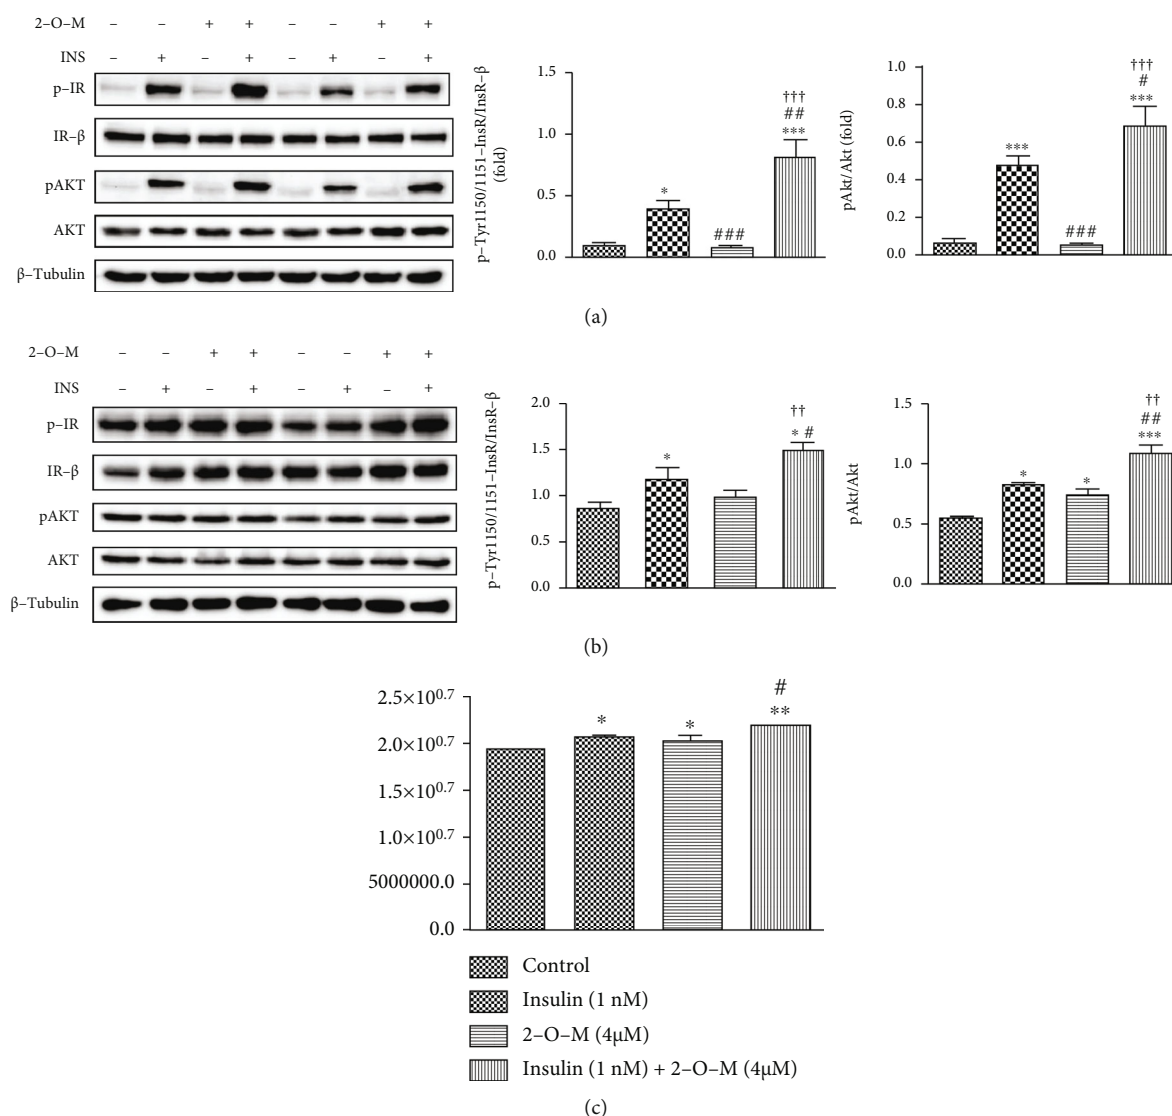 2–O–M – – + + – – + +
INS – + – + – + – +
p–IR
IR–β
pAKT
AKT
β–Tubulin
p–Tyr1150/1151–InsR/InsR–β
(fold)
1.5
1.0
0.5
0.0
*
###
†††
##
***
pAkt/Akt (fold)
1.0
0.8
0.6
0.4
0.2
0.0
***
###
†††
#
***
(a)
2–O–M – – + + – – + +
INS – + – + – + – +
p–IR
IR–β
pAKT
AKT
β–Tubulin
p–Tyr1150/1151–InsR/InsR–β
2.0
1.5
1.0
0.5
0.0
*
††
* #
pAkt/Akt
1.5
1.0
0.5
0.0
*
*
††
##
***
(b)
2.5×10^0.7
2.0×10^0.7
1.5×10^0.7
1.0×10^0.7
5000000.0
0.0
*
*
#
**
Control
Insulin (1 nM)
2–O–M (4μM)
Insulin (1 nM) + 2–O–M (4μM)
(c)